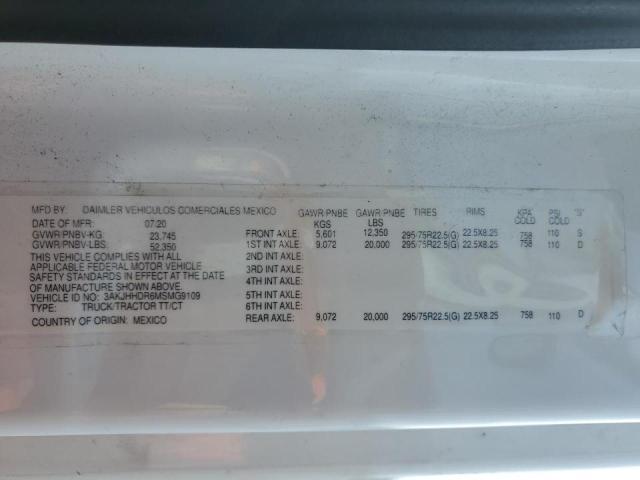 MFD BY: DAIMLER VEHICULOS COMERCIALES MEXICO
DATE OF MFR: 07/20
GVWR/PNBV-KG: 23,745
GVWR/PNBV-LBS: 52,350
THIS VEHICLE COMPLIES WITH ALL
APPLICABLE FEDERAL MOTOR VEHICLE
SAFETY STANDARDS IN EFFECT AT THE DATE
OF MANUFACTURE SHOWN ABOVE.
VEHICLE ID: 3AKJHHDR6MSMG9109
TYPE: TRUCK/TRACTOR TT/CT
COUNTRY OF ORIGIN: MEXICO
GAWR/PNBE KGS GAWR/PNBE LBS TIRES RIMS KPA COLD PSI COLD "S"
FRONT AXLE: 5,601 12,350 295/75R22.5(G) 22.5X8.25 758 110 S
1ST INT AXLE: 9,072 20,000 295/75R22.5(G) 22.5X8.25 758 110 D
2ND INT AXLE:
3RD INT AXLE:
4TH INT AXLE:
5TH INT AXLE:
6TH INT AXLE:
REAR AXLE: 9,072 20,000 295/75R22.5(G) 22.5X8.25 758 110 D